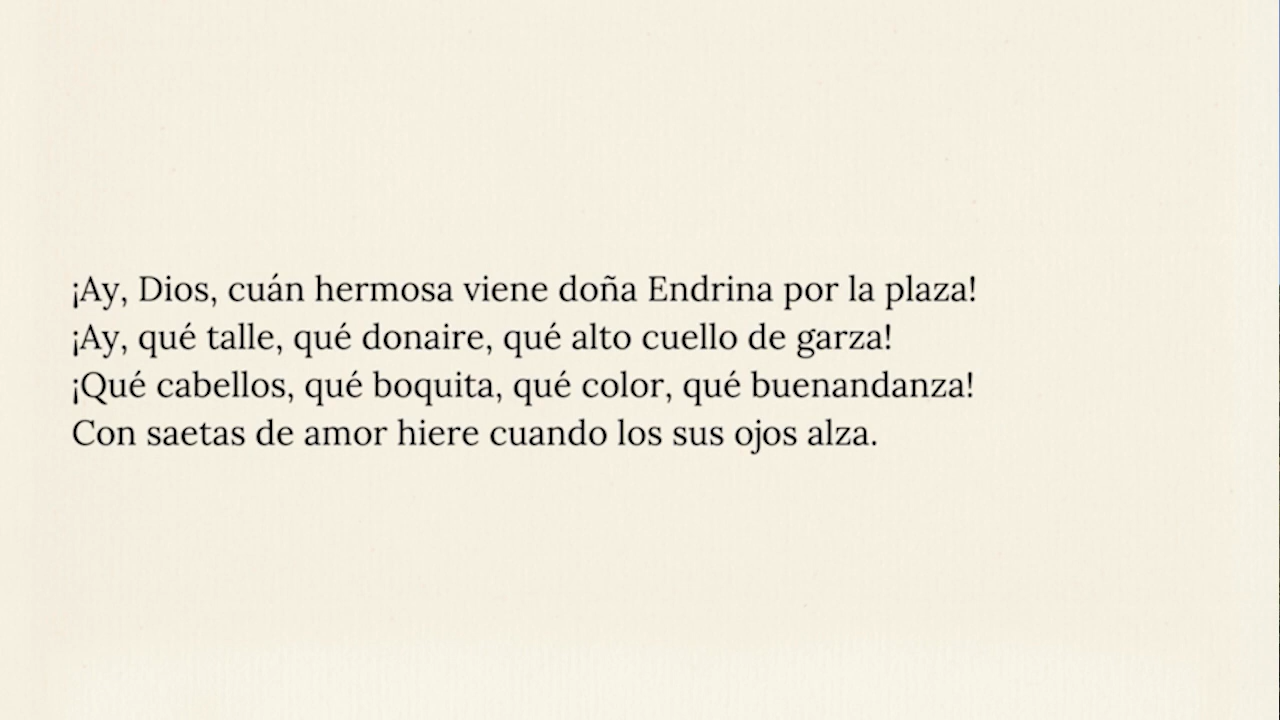 ¡Ay, Dios, cuán hermosa viene doña Endrina por la plaza!
¡Ay, qué talle, qué donaire, qué alto cuello de garza!
¡Qué cabellos, qué boquita, qué color, qué buenandanza!
Con saetas de amor hiere cuando los sus ojos alza.